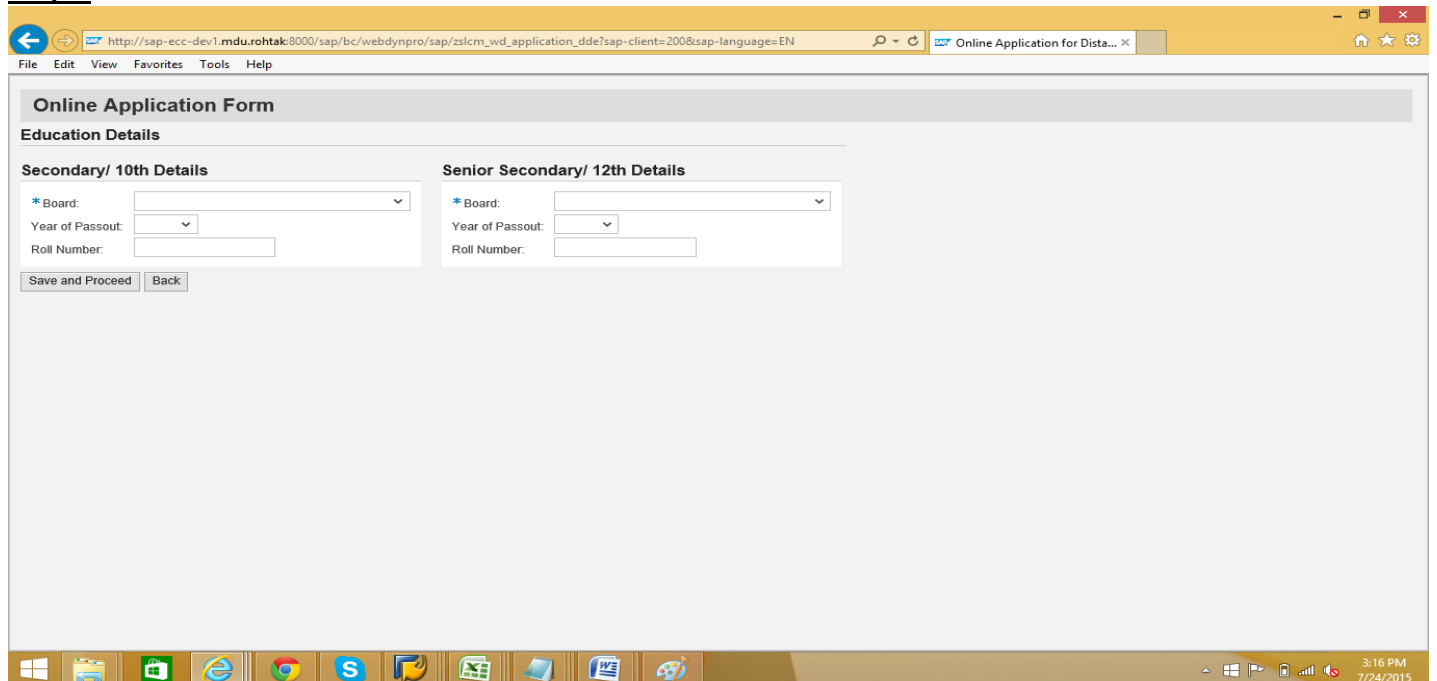 http://sap-ecc-dev1.mdu.rohtak:8000/sap/bc/webdynpro/sap/zslcm_wd_application_dde?sap-client=200&sap-language=EN
Online Application for Dista...
File Edit View Favorites Tools Help
Online Application Form
Education Details
Secondary/ 10th Details
* Board:
Year of Passout:
Roll Number:
Senior Secondary/ 12th Details
* Board:
Year of Passout:
Roll Number:
Save and Proceed Back
3:16 PM
7/24/2015